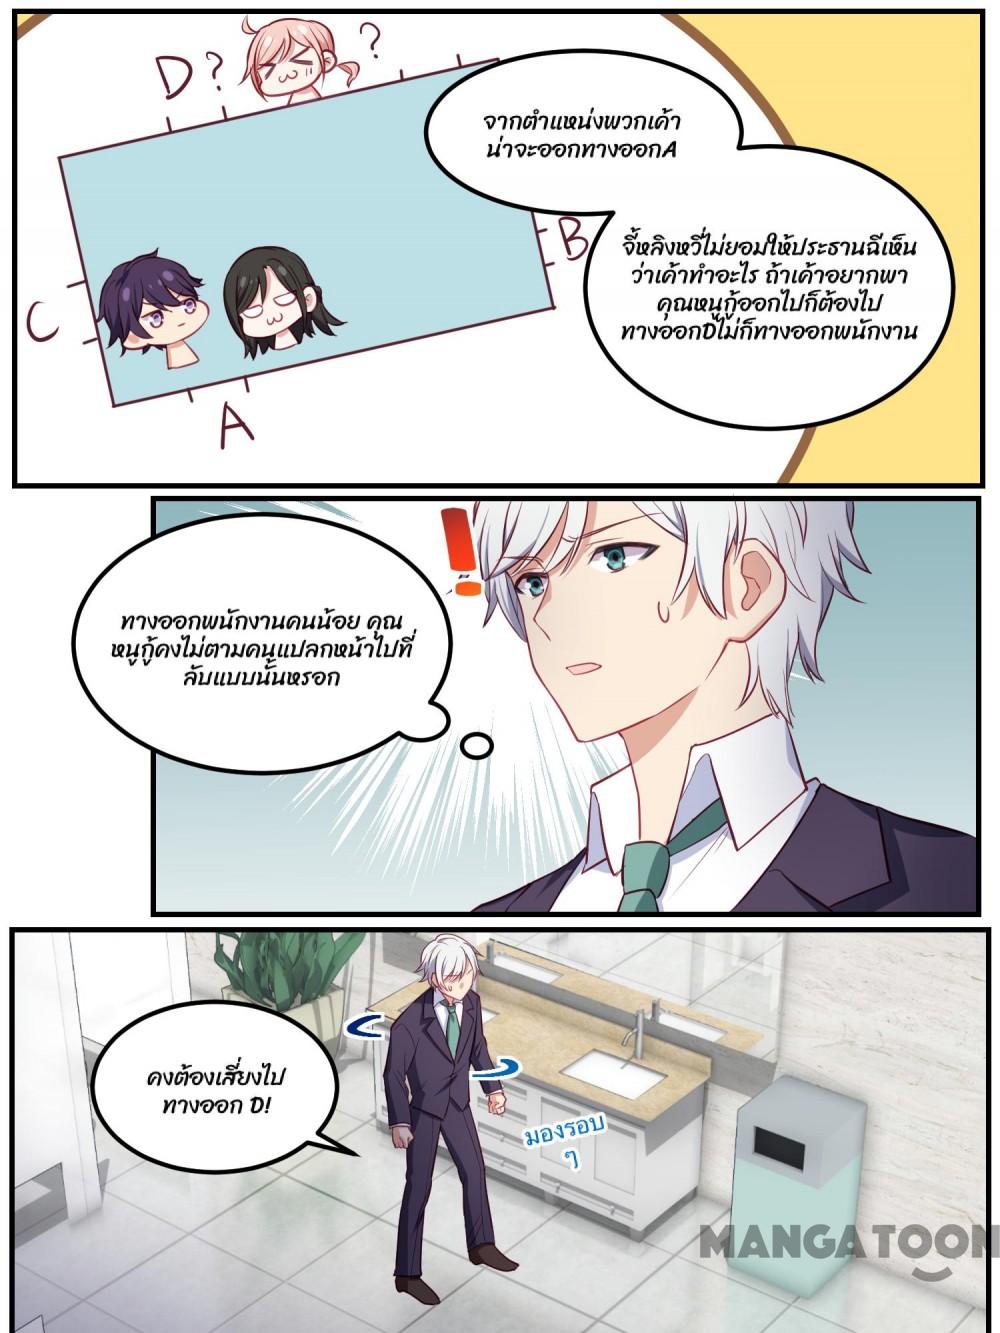 D ?
?
จากตำแหน่งพวกเค้า
น่าจะออกทางออกA
B
C
A
จี้หลิงหวี่ไม่ยอมให้ประธานฉีเห็น
ว่าเค้าทำอะไร ถ้าเค้าอยากพา
คุณหนูกู้ออกไปก็ต้องไป
ทางออกDไม่ก็ทางออกพนักงาน
!
ทางออกพนักงานคนน้อย คุณ
หนูกู้คงไม่ตามคนแปลกหน้าไปที่
ลับแบบนั้นหรอก
คงต้องเสี่ยงไป
ทางออก D!
มองรอบ
ๆ
MANGATOON